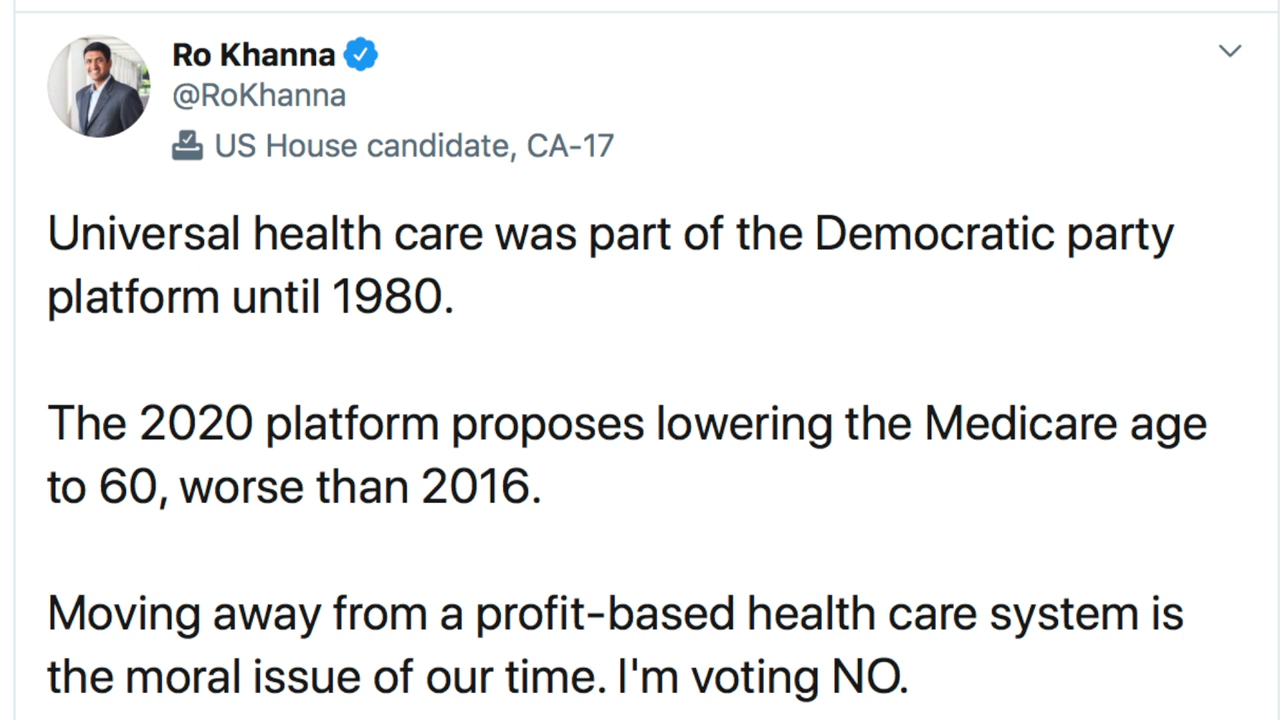 Ro Khanna
@RoKhanna
US House candidate, CA-17
Universal health care was part of the Democratic party
platform until 1980.
The 2020 platform proposes lowering the Medicare age
to 60, worse than 2016.
Moving away from a profit-based health care system is
the moral issue of our time. I'm voting NO.